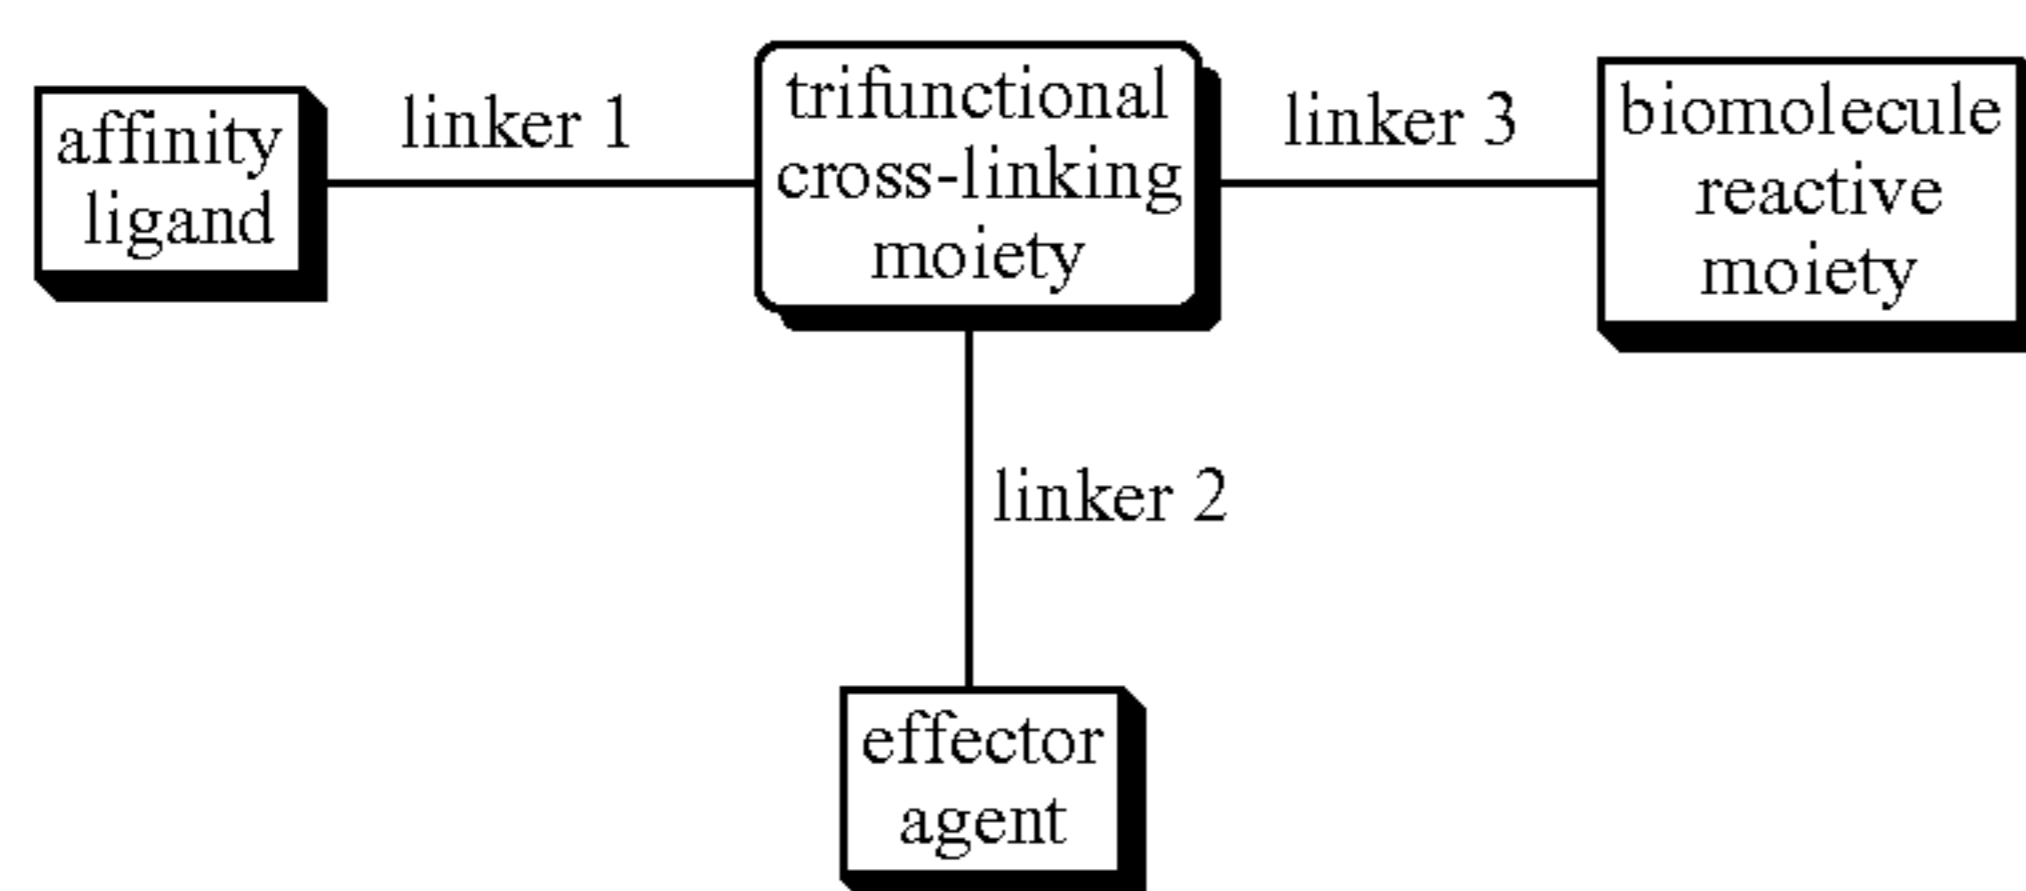 affinity
ligand
linker 1
trifunctional
cross-linking
moiety
linker 3
biomolecule
reactive
moiety
linker 2
effector
agent